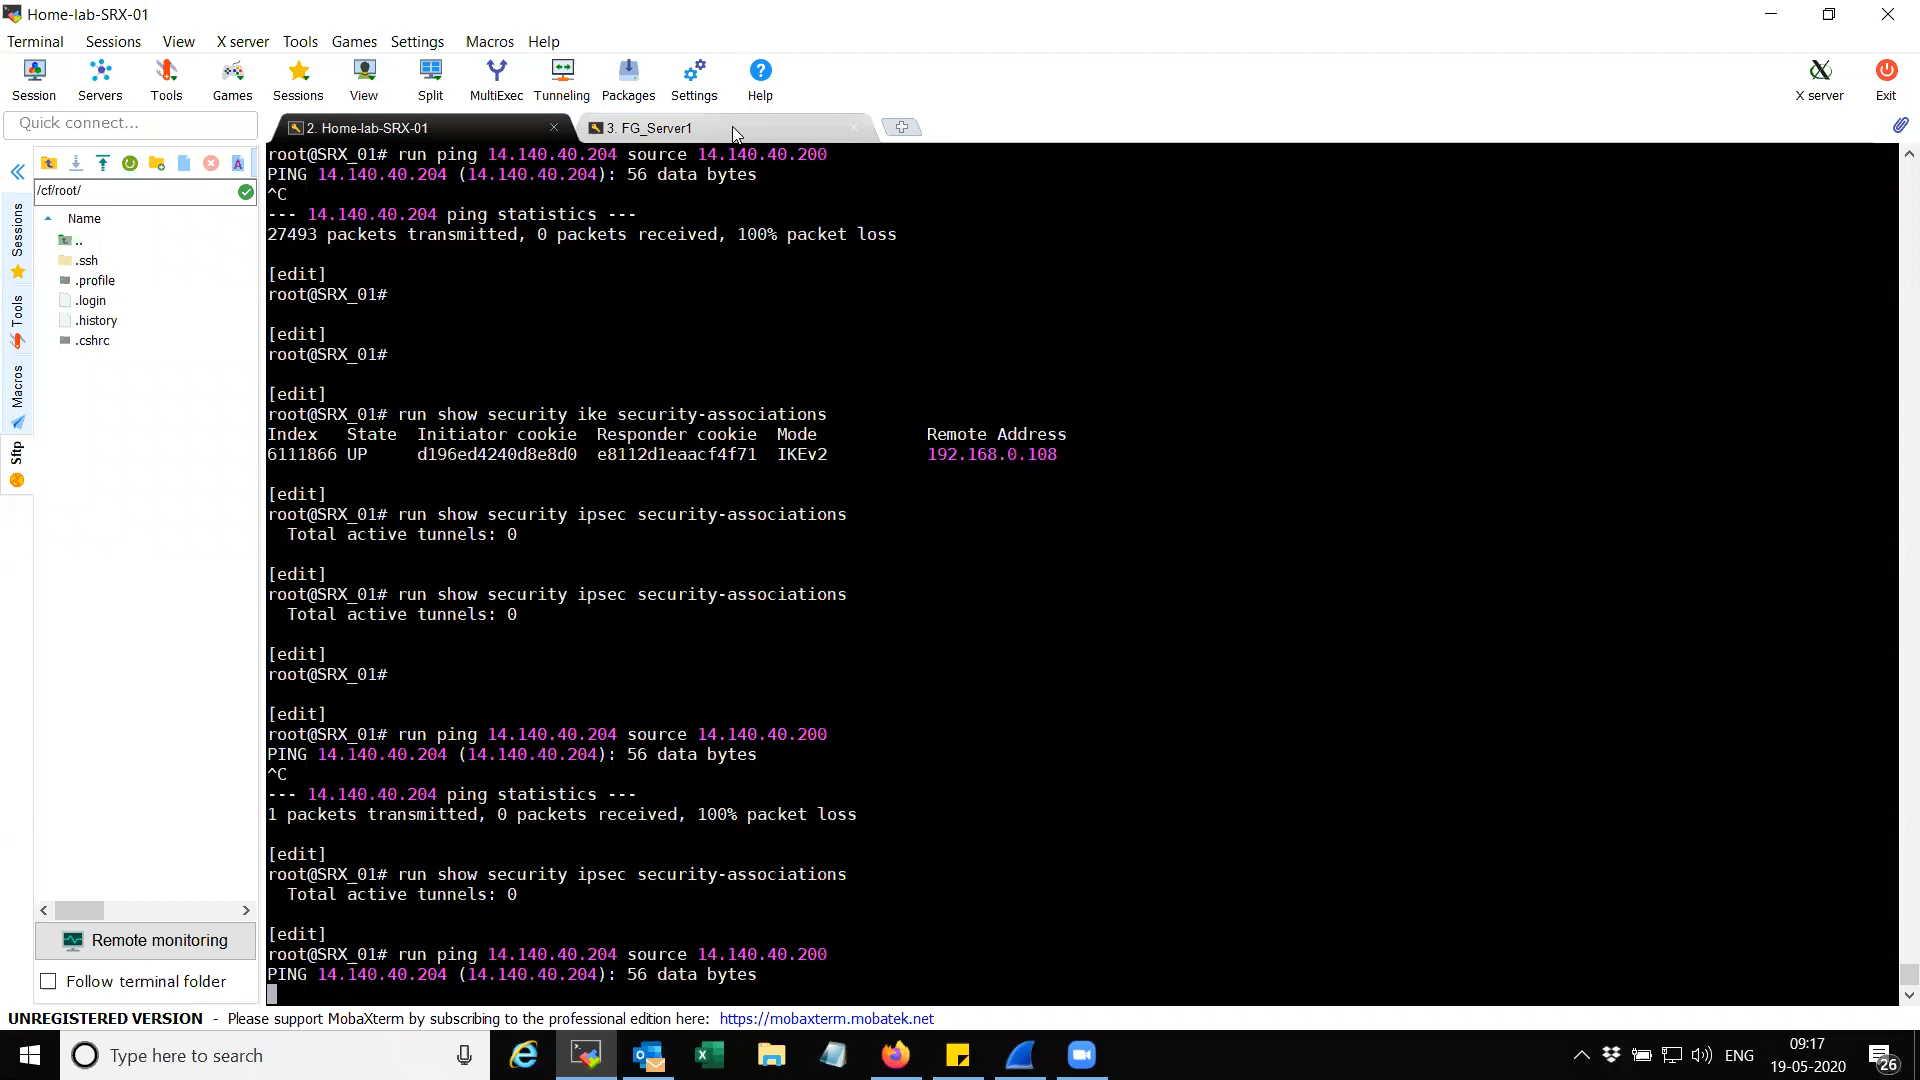 Home-lab-SRX-01
Terminal Sessions View X server Tools Games Settings Macros Help
Session Servers Tools Games Sessions View Split MultiExec Tunneling Packages Settings Help X server Exit
Quick connect...
2. Home-lab-SRX-01
3. FG_Server1
/cf/root/
Name
..
.ssh
.profile
.login
.history
.cshrc
Sessions
Tools
Macros
Sftp
Remote monitoring
Follow terminal folder
root@SRX_01# run ping 14.140.40.204 source 14.140.40.200
PING 14.140.40.204 (14.140.40.204): 56 data bytes
^C
--- 14.140.40.204 ping statistics ---
27493 packets transmitted, 0 packets received, 100% packet loss
[edit]
root@SRX_01#
[edit]
root@SRX_01#
[edit]
root@SRX_01# run show security ike security-associations
Index State Initiator cookie Responder cookie Mode Remote Address
6111866 UP d196ed4240d8e8d0 e8112d1eaacf4f71 IKEv2 192.168.0.108
[edit]
root@SRX_01# run show security ipsec security-associations
Total active tunnels: 0
[edit]
root@SRX_01# run show security ipsec security-associations
Total active tunnels: 0
[edit]
root@SRX_01#
[edit]
root@SRX_01# run ping 14.140.40.204 source 14.140.40.200
PING 14.140.40.204 (14.140.40.204): 56 data bytes
^C
--- 14.140.40.204 ping statistics ---
1 packets transmitted, 0 packets received, 100% packet loss
[edit]
root@SRX_01# run show security ipsec security-associations
Total active tunnels: 0
[edit]
root@SRX_01# run ping 14.140.40.204 source 14.140.40.200
PING 14.140.40.204 (14.140.40.204): 56 data bytes
UNREGISTERED VERSION - Please support MobaXterm by subscribing to the professional edition here: https://mobaxterm.mobatek.net
Type here to search
ENG
09:17
19-05-2020
26